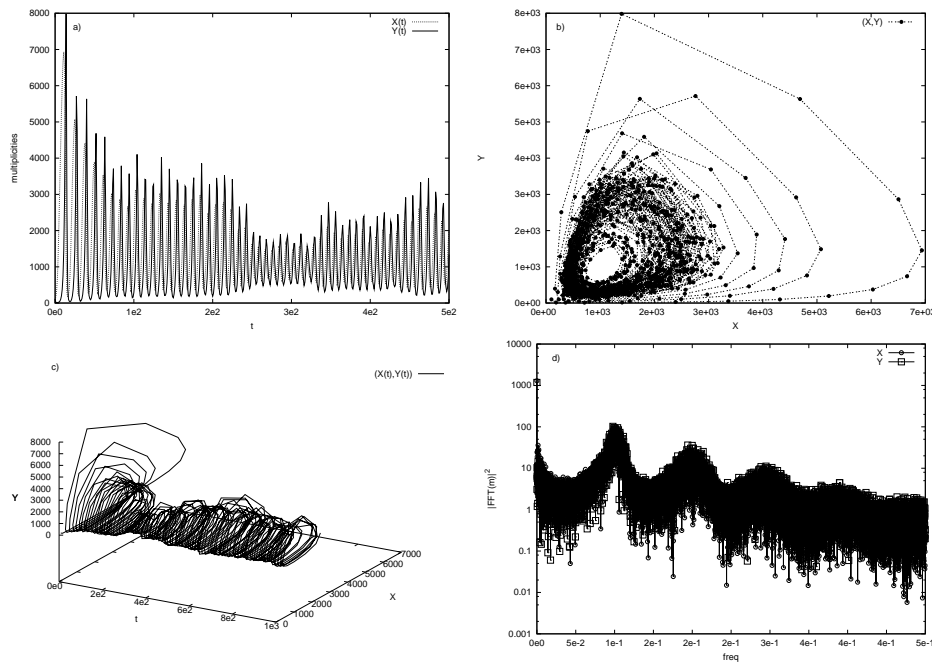 a)
X(t)
Y(t)
8000
7000
6000
5000
4000
3000
2000
1000
0
multiplicities
0e0 1e2 2e2 3e2 4e2 5e2
t
b)
(X,Y)
8e+03
7e+03
6e+03
5e+03
4e+03
3e+03
2e+03
1e+03
0e+00
Y
0e+00 1e+03 2e+03 3e+03 4e+03 5e+03 6e+03 7e+03
X
c)
(X(t),Y(t))
8000
7000
6000
5000
4000
3000
2000
1000
0
Y
0e0 2e2 4e2 6e2 8e2 1e3
t
0 1000 2000 3000 4000 5000 6000 7000
X
d)
X
Y
10000
1000
100
10
1
0.1
0.01
0.001
|FFT(m)|²
0e0 5e-2 1e-1 1e-1 2e-1 2e-1 3e-1 3e-1 4e-1 4e-1 5e-1
freq